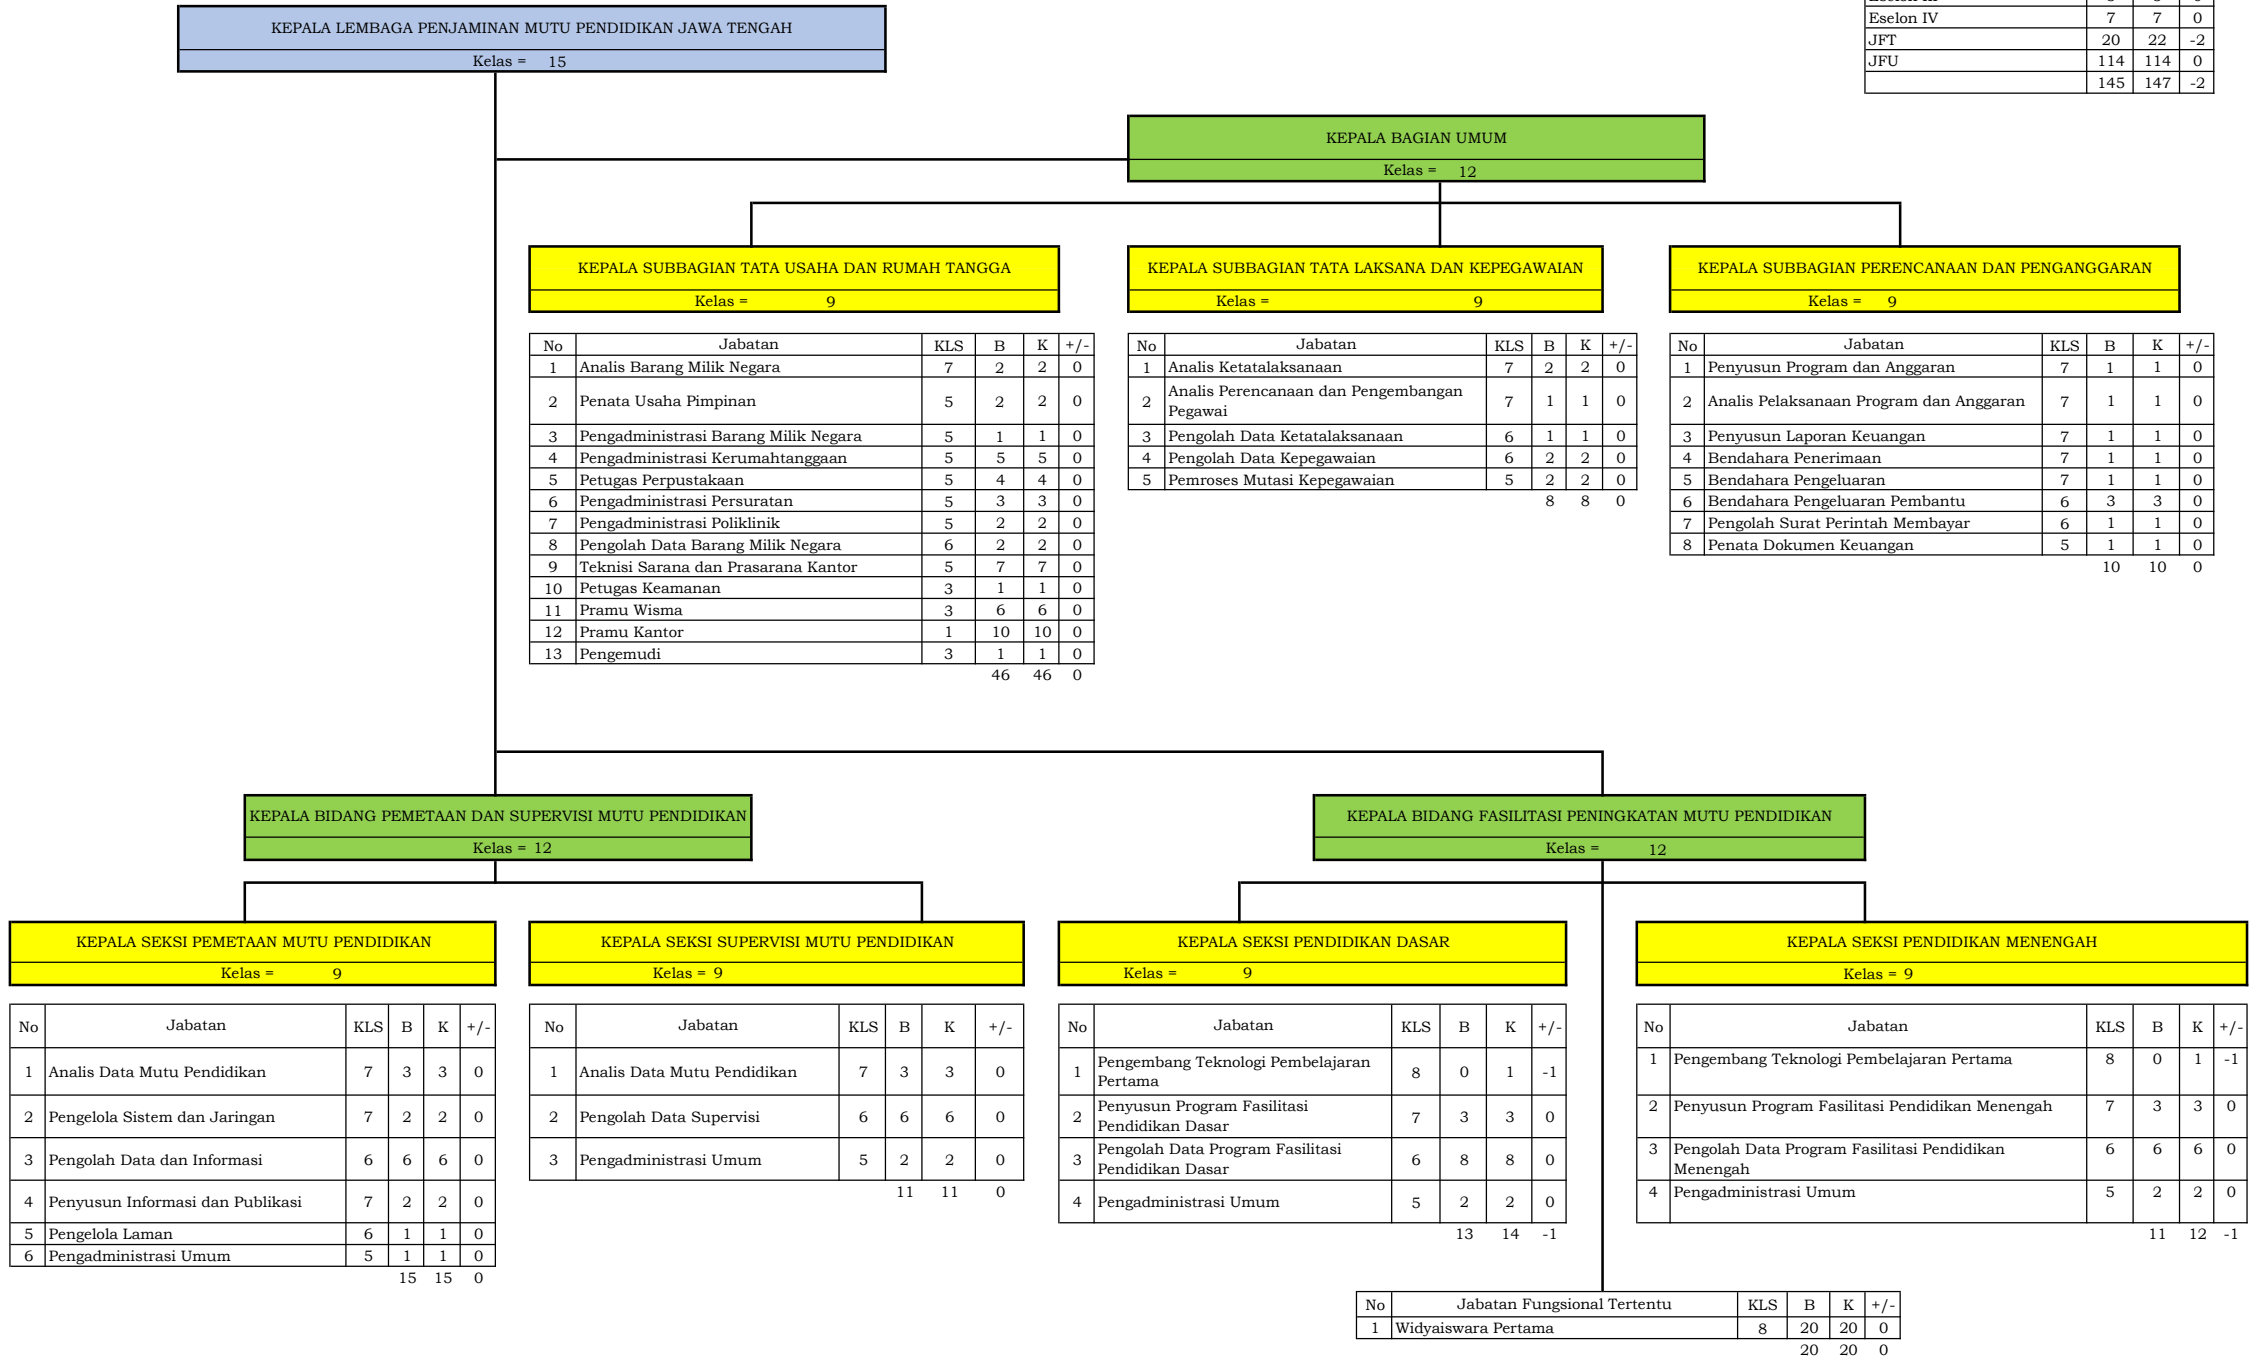 Eselon IV 7 7 0
JFT 20 22 -2
JFU 114 114 0
145 147 -2
KEPALA LEMBAGA PENJAMINAN MUTU PENDIDIKAN JAWA TENGAH
Kelas = 15
KEPALA BAGIAN UMUM
Kelas = 12
KEPALA SUBBAGIAN TATA USAHA DAN RUMAH TANGGA
Kelas = 9
No Jabatan KLS B K +/-
1 Analis Barang Milik Negara 7 2 2 0
2 Penata Usaha Pimpinan 5 2 2 0
3 Pengadministrasi Barang Milik Negara 5 1 1 0
4 Pengadministrasi Kerumahtanggaan 5 5 5 0
5 Petugas Perpustakaan 5 4 4 0
6 Pengadministrasi Persuratan 5 3 3 0
7 Pengadministrasi Poliklinik 5 2 2 0
8 Pengolah Data Barang Milik Negara 6 2 2 0
9 Teknisi Sarana dan Prasarana Kantor 5 7 7 0
10 Petugas Keamanan 3 1 1 0
11 Pramu Wisma 3 6 6 0
12 Pramu Kantor 1 10 10 0
13 Pengemudi 3 1 1 0
46 46 0
KEPALA SUBBAGIAN TATA LAKSANA DAN KEPEGAWAIAN
Kelas = 9
No Jabatan KLS B K +/-
1 Analis Ketatalaksanaan 7 2 2 0
2 Analis Perencanaan dan Pengembangan
Pegawai 7 1 1 0
3 Pengolah Data Ketatalaksanaan 6 1 1 0
4 Pengolah Data Kepegawaian 6 2 2 0
5 Pemroses Mutasi Kepegawaian 5 2 2 0
8 8 0
KEPALA SUBBAGIAN PERENCANAAN DAN PENGANGGARAN
Kelas = 9
No Jabatan KLS B K +/-
1 Penyusun Program dan Anggaran 7 1 1 0
2 Analis Pelaksanaan Program dan Anggaran 7 1 1 0
3 Penyusun Laporan Keuangan 7 1 1 0
4 Bendahara Penerimaan 7 1 1 0
5 Bendahara Pengeluaran 7 1 1 0
6 Bendahara Pengeluaran Pembantu 6 3 3 0
7 Pengolah Surat Perintah Membayar 6 1 1 0
8 Penata Dokumen Keuangan 5 1 1 0
10 10 0
KEPALA BIDANG PEMETAAN DAN SUPERVISI MUTU PENDIDIKAN
Kelas = 12
KEPALA BIDANG FASILITASI PENINGKATAN MUTU PENDIDIKAN
Kelas = 12
KEPALA SEKSI PEMETAAN MUTU PENDIDIKAN
Kelas = 9
No Jabatan KLS B K +/-
1 Analis Data Mutu Pendidikan 7 3 3 0
2 Pengelola Sistem dan Jaringan 7 2 2 0
3 Pengolah Data dan Informasi 6 6 6 0
4 Penyusun Informasi dan Publikasi 7 2 2 0
5 Pengelola Laman 6 1 1 0
6 Pengadministrasi Umum 5 1 1 0
15 15 0
KEPALA SEKSI SUPERVISI MUTU PENDIDIKAN
Kelas = 9
No Jabatan KLS B K +/-
1 Analis Data Mutu Pendidikan 7 3 3 0
2 Pengolah Data Supervisi 6 6 6 0
3 Pengadministrasi Umum 5 2 2 0
11 11 0
KEPALA SEKSI PENDIDIKAN DASAR
Kelas = 9
No Jabatan KLS B K +/-
1 Pengembang Teknologi Pembelajaran
Pertama 8 0 1 -1
2 Penyusun Program Fasilitasi
Pendidikan Dasar 7 3 3 0
3 Pengolah Data Program Fasilitasi
Pendidikan Dasar 6 8 8 0
4 Pengadministrasi Umum 5 2 2 0
13 14 -1
KEPALA SEKSI PENDIDIKAN MENENGAH
Kelas = 9
No Jabatan KLS B K +/-
1 Pengembang Teknologi Pembelajaran Pertama 8 0 1 -1
2 Penyusun Program Fasilitasi Pendidikan Menengah 7 3 3 0
3 Pengolah Data Program Fasilitasi Pendidikan 6 6 6 0
Menengah
4 Pengadministrasi Umum 5 2 2 0
11 12 -1
No Jabatan Fungsional Tertentu KLS B K +/-
1 Widyaiswara Pertama 8 20 20 0
20 20 0